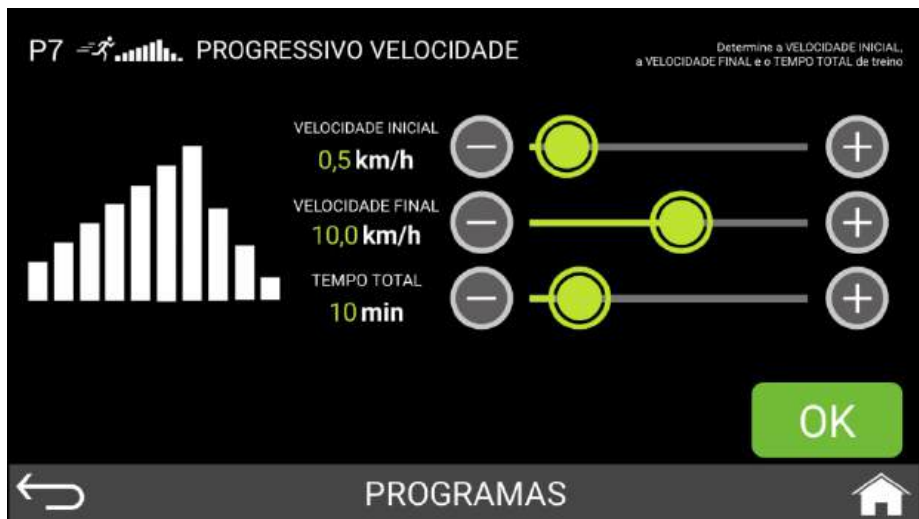 P7 PROGRESSIVO VELOCIDADE
Determine a VELOCIDADE INICIAL,
a VELOCIDADE FINAL e o TEMPO TOTAL de treino
VELOCIDADE INICIAL
0,5 km/h
VELOCIDADE FINAL
10,0 km/h
TEMPO TOTAL
10 min
OK
PROGRAMAS